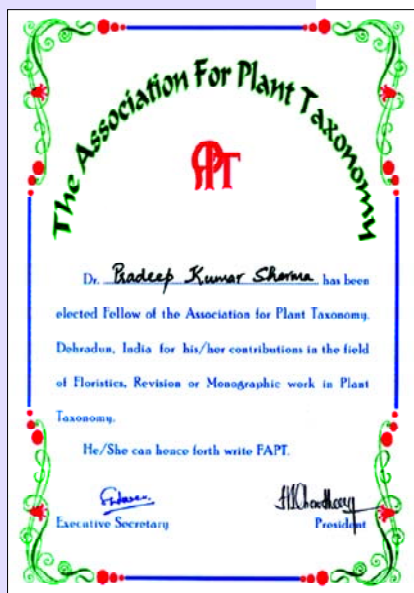 The Association For Plant Taxonomy
APT
Dr. Pradeep Kumar Sharma has been
elected Fellow of the Association for Plant Taxonomy.
Dehradun, India for his/her contributions in the field
of Floristics, Revision or Monographic work in Plant
Taxonomy.
He/She can hence forth write FAPT.
Executive Secretary President